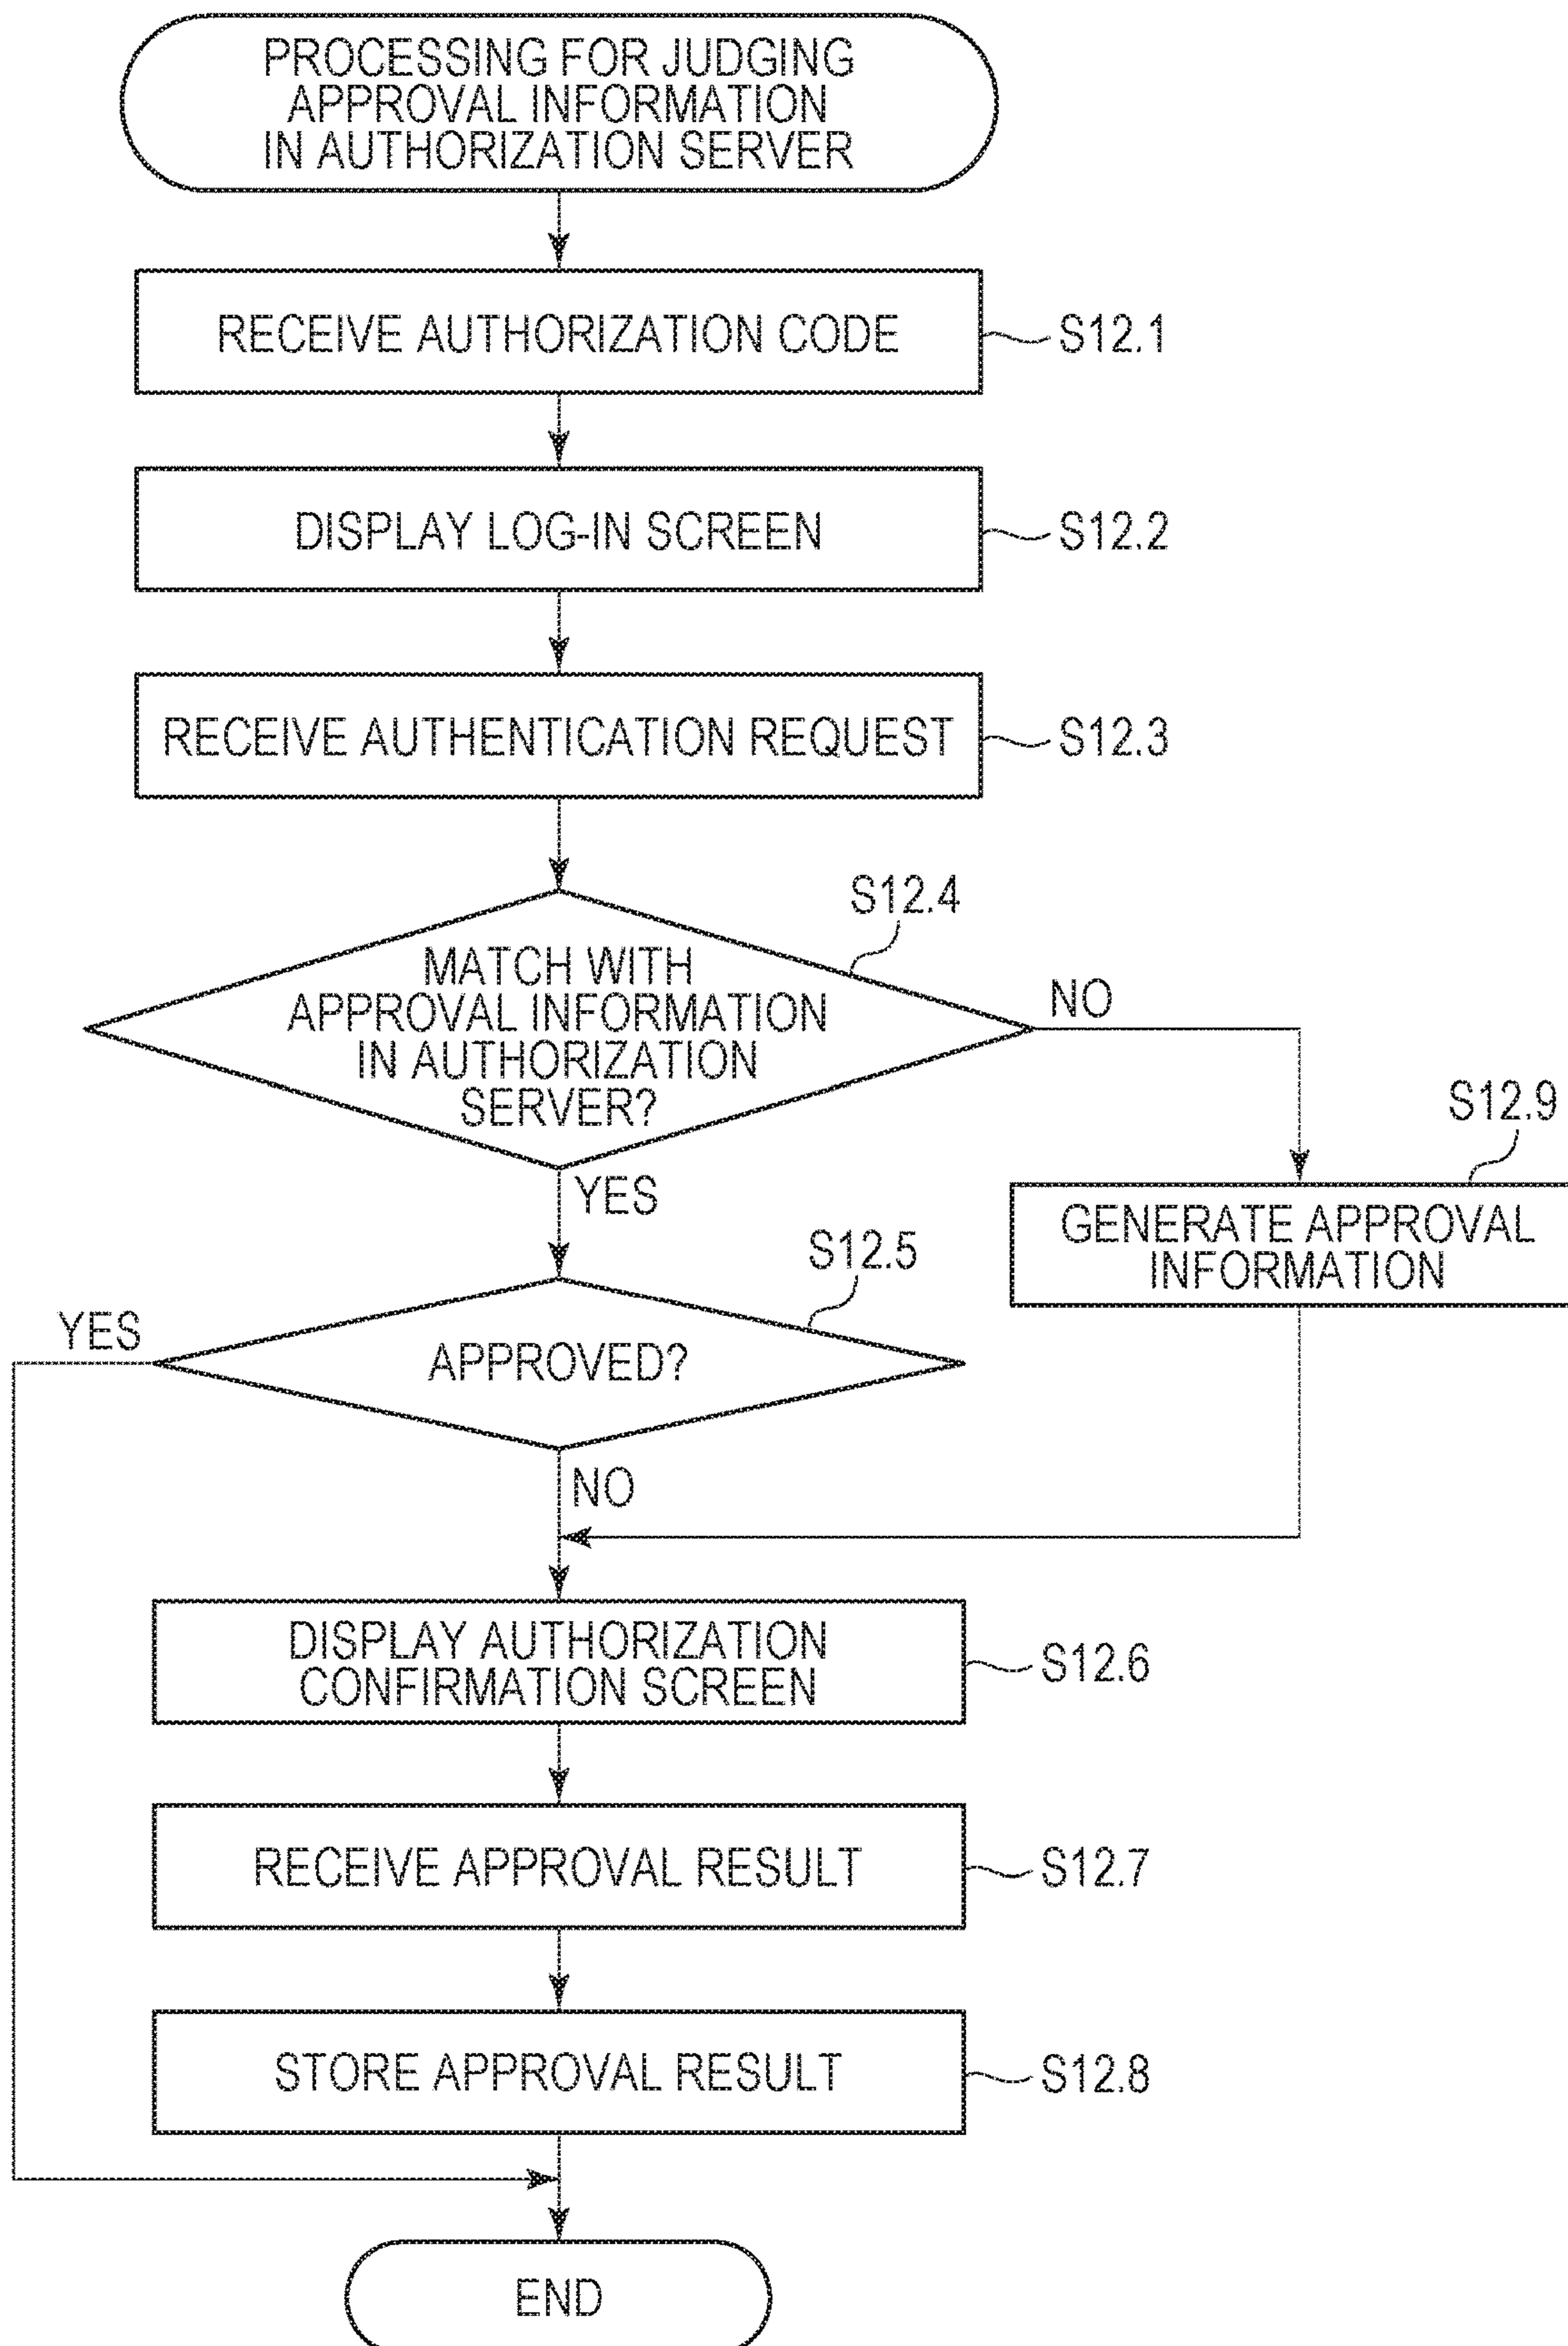 PROCESSING FOR JUDGING
APPROVAL INFORMATION
IN AUTHORIZATION SERVER
RECEIVE AUTHORIZATION CODE
S12.1
DISPLAY LOG-IN SCREEN
S12.2
RECEIVE AUTHENTICATION REQUEST
S12.3
S12.4
MATCH WITH
APPROVAL INFORMATION
IN AUTHORIZATION
SERVER?
NO
YES
S12.9
GENERATE APPROVAL
INFORMATION
S12.5
YES
APPROVED?
NO
DISPLAY AUTHORIZATION
CONFIRMATION SCREEN
S12.6
RECEIVE APPROVAL RESULT
S12.7
STORE APPROVAL RESULT
S12.8
END